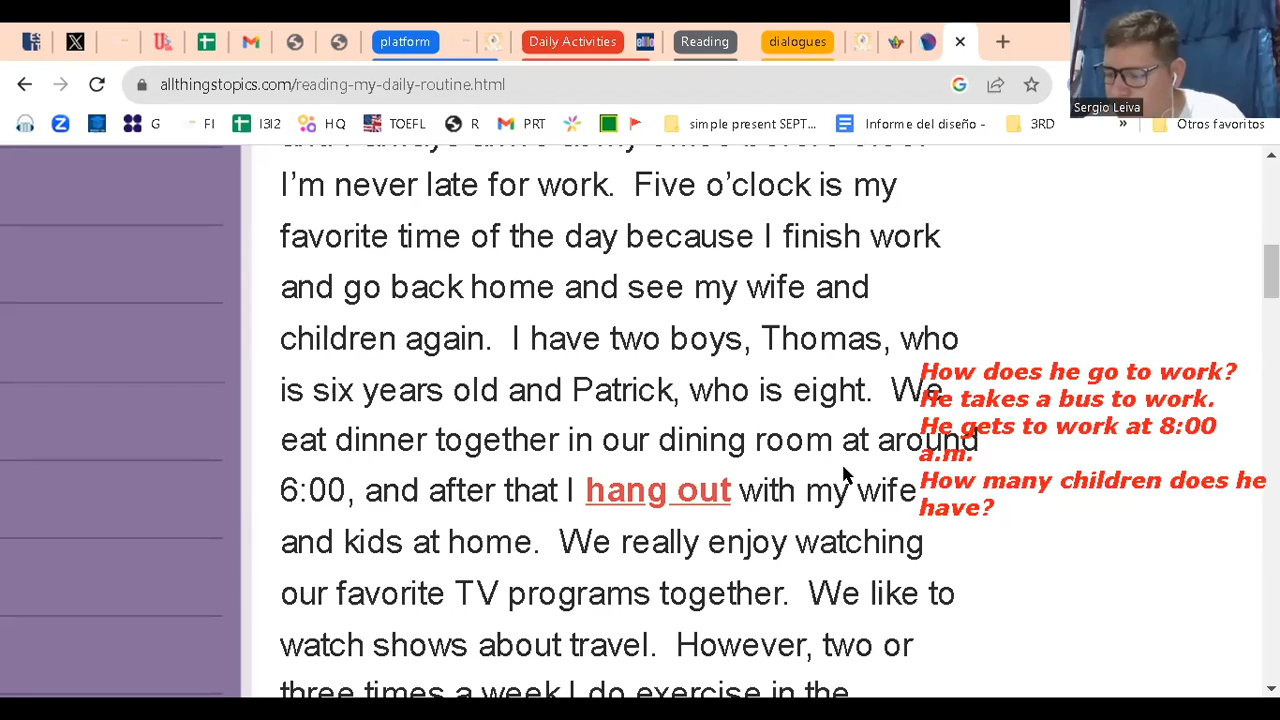 platform
Daily Activities
Reading
dialogues
allthingstopics.com/reading-my-daily-routine.html
Sergio Leiva
G
FI
I3I2
HQ
TOEFL
R
PRT
simple present SEPT...
Informe del diseño -
3RD
»
Otros favoritos
I'm never late for work.  Five o'clock is my
favorite time of the day because I finish work
and go back home and see my wife and
children again.  I have two boys, Thomas, who
is six years old and Patrick, who is eight.  We
eat dinner together in our dining room at around
6:00, and after that I hang out with my wife
and kids at home.  We really enjoy watching
our favorite TV programs together.  We like to
watch shows about travel.  However, two or
three times a week I do exercise in the
How does he go to work?
He takes a bus to work.
He gets to work at 8:00
a.m.
How many children does he
have?